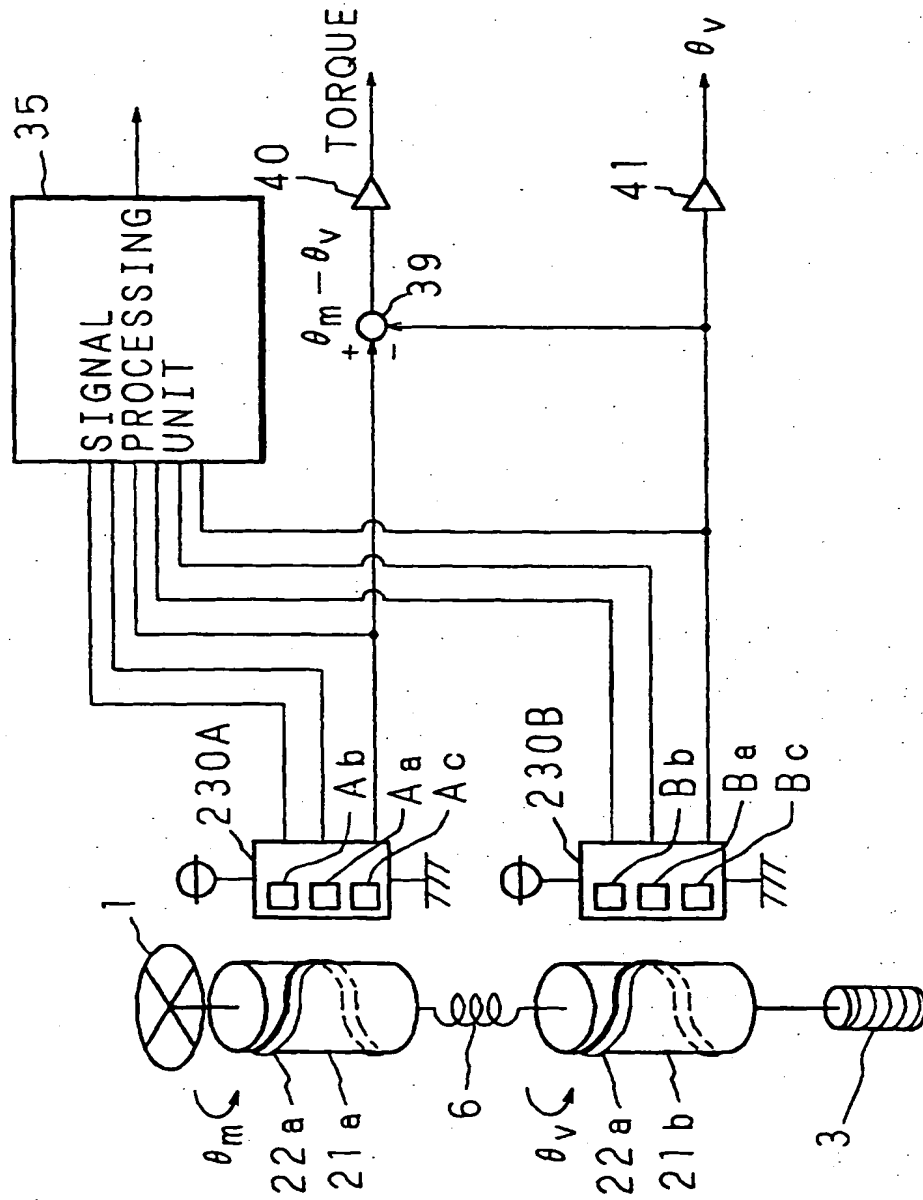 35
SIGNAL
PROCESSING
UNIT
40
TORQUE
θm−θv
+
−
39
41
θv
230A
Ab
Aa
Ac
230B
Bb
Ba
Bc
1
θm
22a
21a
6
θv
22a
21b
3